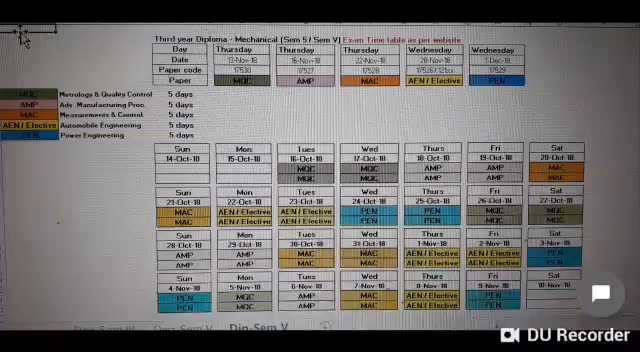 Third year Diploma - Mechanical (Sem 5 / Sem V) Exam Time table as per website
Day Thursday Thursday Thursday Wednesday Wednesday
Date 13-Nov-18 16-Nov-18 22-Nov-18 28-Nov-18 1-Dec-18
Paper code 17530 17527 17528 17529
Paper MQC AMP MAC AEN / Elective PEN
MQC Metrology & Quality Control 5 days
AMP Adv. Manufacturing Proc. 5 days
MAC Measurements & Control 5 days
AEN / Elective Automobile Engineering 5 days
PEN Power Engineering 5 days
Sun Mon Tues Wed Thurs Fri Sat
14-Oct-18 15-Oct-18 16-Oct-18 17-Oct-18 18-Oct-18 19-Oct-18 20-Oct-18
MQC MQC AMP AMP MAC
MQC MQC AMP AMP MAC
Sun Mon Tues Wed Thurs Fri Sat
21-Oct-18 22-Oct-18 23-Oct-18 24-Oct-18 25-Oct-18 26-Oct-18 27-Oct-18
MAC AEN / Elective AEN / Elective PEN PEN MQC MQC
MAC AEN / Elective AEN / Elective PEN PEN MQC MQC
Sun Mon Tues Wed Thurs Fri Sat
28-Oct-18 29-Oct-18 30-Oct-18 31-Oct-18 1-Nov-18 2-Nov-18 3-Nov-18
AMP AMP MAC MAC AEN / Elective AEN / Elective PEN
AMP AMP MAC MAC AEN / Elective AEN / Elective PEN
Sun Mon Tues Wed Thurs Fri Sat
4-Nov-18 5-Nov-18 6-Nov-18 7-Nov-18 8-Nov-18 9-Nov-18 10-Nov-18
PEN MQC AMP MAC AEN / Elective PEN
PEN MQC AMP MAC AEN / Elective PEN
Dip-Sem V
DU Recorder